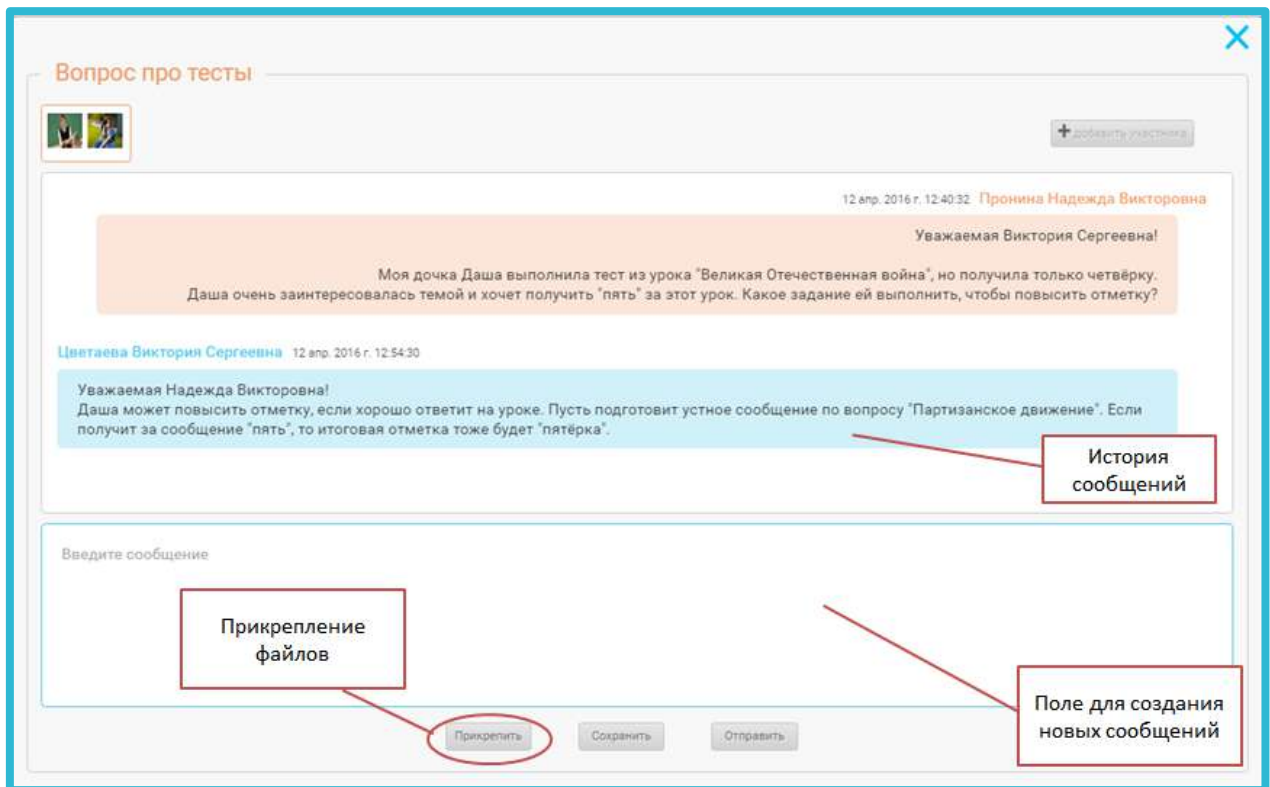 Вопрос про тесты
+ добавить участника
12 апр. 2016 г. 12:40:32 Пронина Надежда Викторовна
Уважаемая Виктория Сергеевна!
Моя дочка Даша выполнила тест из урока "Великая Отечественная война", но получила только четвёрку.
Даша очень заинтересовалась темой и хочет получить "пять" за этот урок. Какое задание ей выполнить, чтобы повысить отметку?
Цветаева Виктория Сергеевна 12 апр. 2016 г. 12:54:30
Уважаемая Надежда Викторовна!
Даша может повысить отметку, если хорошо ответит на уроке. Пусть подготовит устное сообщение по вопросу "Партизанское движение". Если
получит за сообщение "пять", то итоговая отметка тоже будет "пятёрка".
История
сообщений
Введите сообщение
Прикрепление
файлов
Поле для создания
новых сообщений
Прикрепить
Сохранить
Отправить